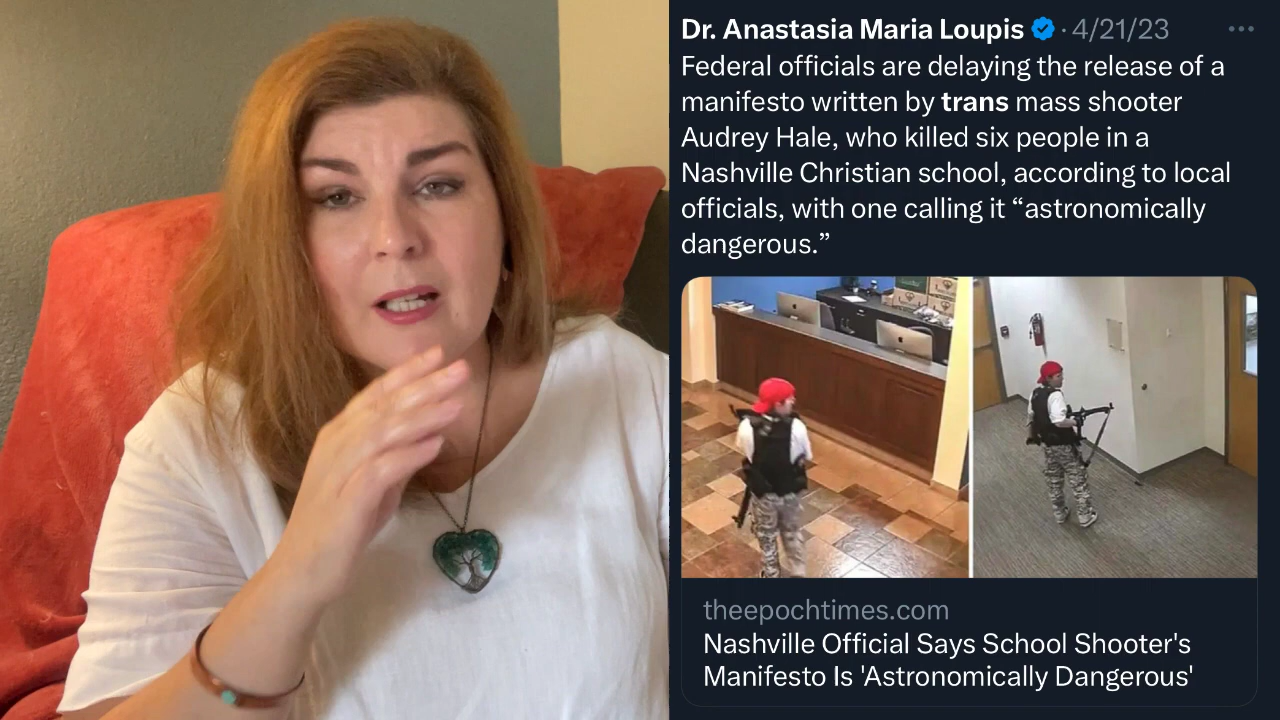 Dr. Anastasia Maria Loupis · 4/21/23 ...
Federal officials are delaying the release of a
manifesto written by trans mass shooter
Audrey Hale, who killed six people in a
Nashville Christian school, according to local
officials, with one calling it “astronomically
dangerous.”
theepochtimes.com
Nashville Official Says School Shooter's
Manifesto Is 'Astronomically Dangerous'